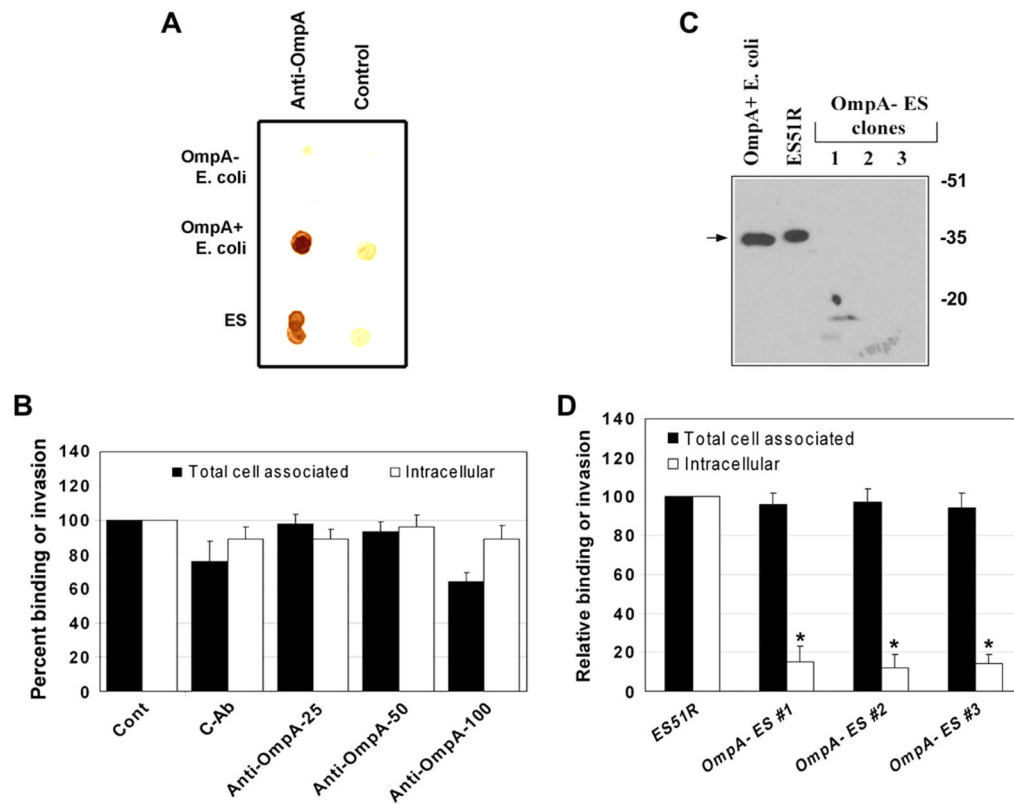 A
Anti-OmpA
Control
OmpA-
E. coli
OmpA+
E. coli
ES
B
140
120
100
80
60
40
20
0
Percent binding or invasion
Total cell associated
Intracellular
Cont
C-Ab
Anti-OmpA-25
Anti-OmpA-50
Anti-OmpA-100
C
OmpA+ E. coli
ES51R
OmpA- ES
clones
1 2 3
-51
-35
-20
D
140
120
100
80
60
40
20
0
Relative binding or invasion
Total cell associated
Intracellular
* * *
ES51R
OmpA- ES #1
OmpA- ES #2
OmpA- ES #3